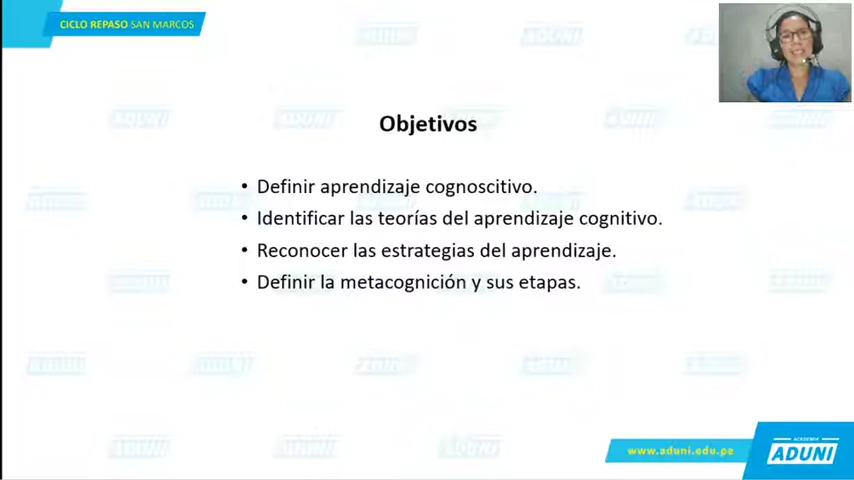 CICLO REPASO SAN MARCOS
Objetivos
• Definir aprendizaje cognoscitivo.
• Identificar las teorías del aprendizaje cognitivo.
• Reconocer las estrategias del aprendizaje.
• Definir la metacognición y sus etapas.
www.aduni.edu.pe
ACADEMIA
ADUNI